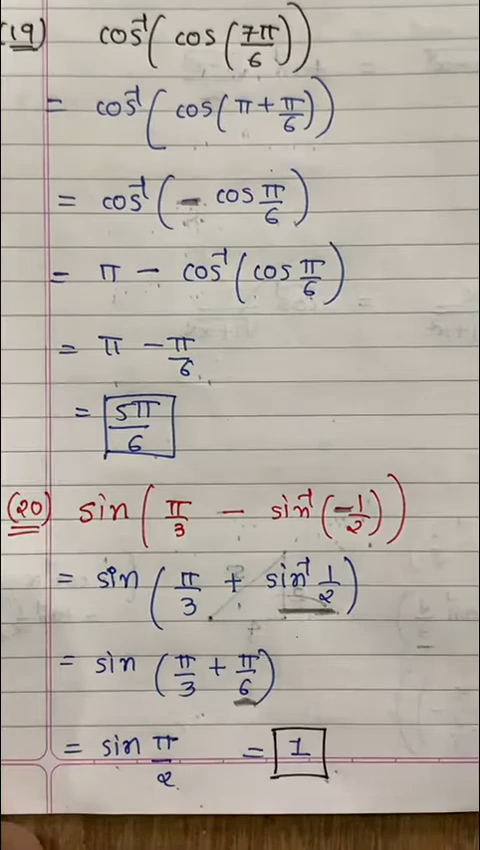 (19) cos⁻¹(cos(7π/6))
= cos⁻¹(cos(π + π/6))
= cos⁻¹(- cos π/6)
= π - cos⁻¹(cos π/6)
= π - π/6
= 5π/6
(20) sin(π/3 - sin⁻¹(-1/2))
= sin(π/3 + sin⁻¹ 1/2)
= sin(π/3 + π/6)
= sin π/2 = 1